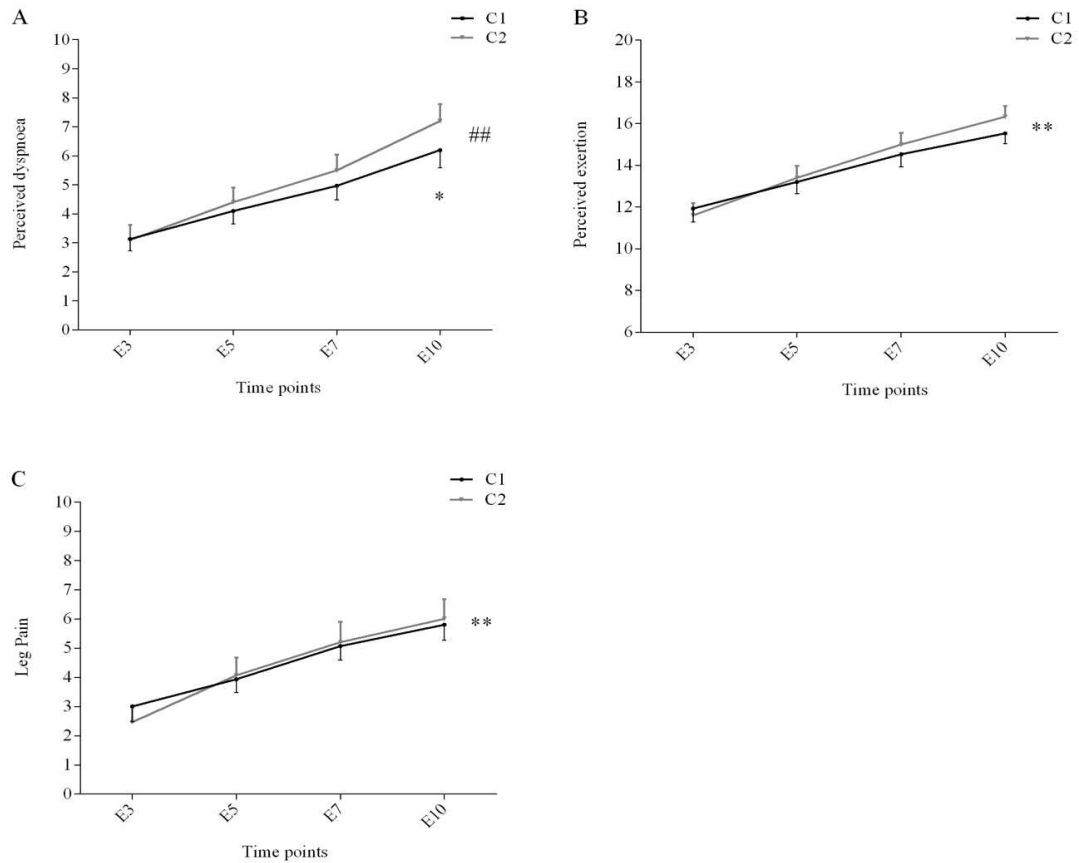 A
C1
C2
10
9
8
7
6
5
4
3
2
1
0
Perceived dyspnoea
##
*
E3
E5
E7
E10
Time points
B
C1
C2
20
18
16
14
12
10
8
6
Perceived exertion
**
E3
E5
E7
E10
Time points
C
C1
C2
10
9
8
7
6
5
4
3
2
1
0
Leg Pain
**
E3
E5
E7
E10
Time points